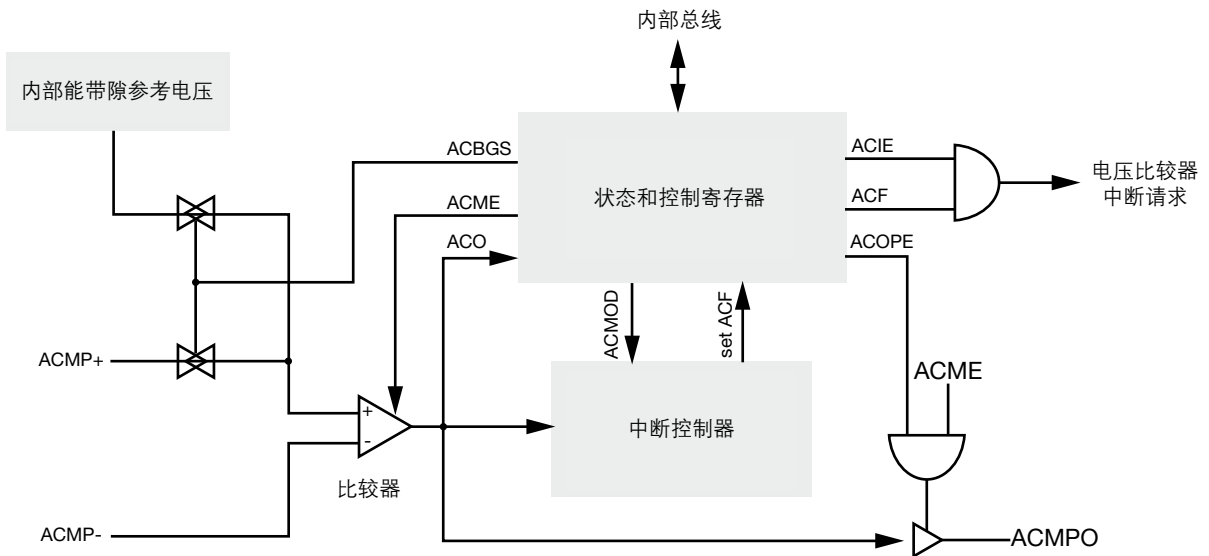 内部总线
内部能带隙参考电压
ACBGS
ACME
ACO
状态和控制寄存器
ACIE
ACF
ACOPE
电压比较器
中断请求
ACMOD
set ACF
ACMP+
ACME
+
-
中断控制器
比较器
ACMP-
ACMPO